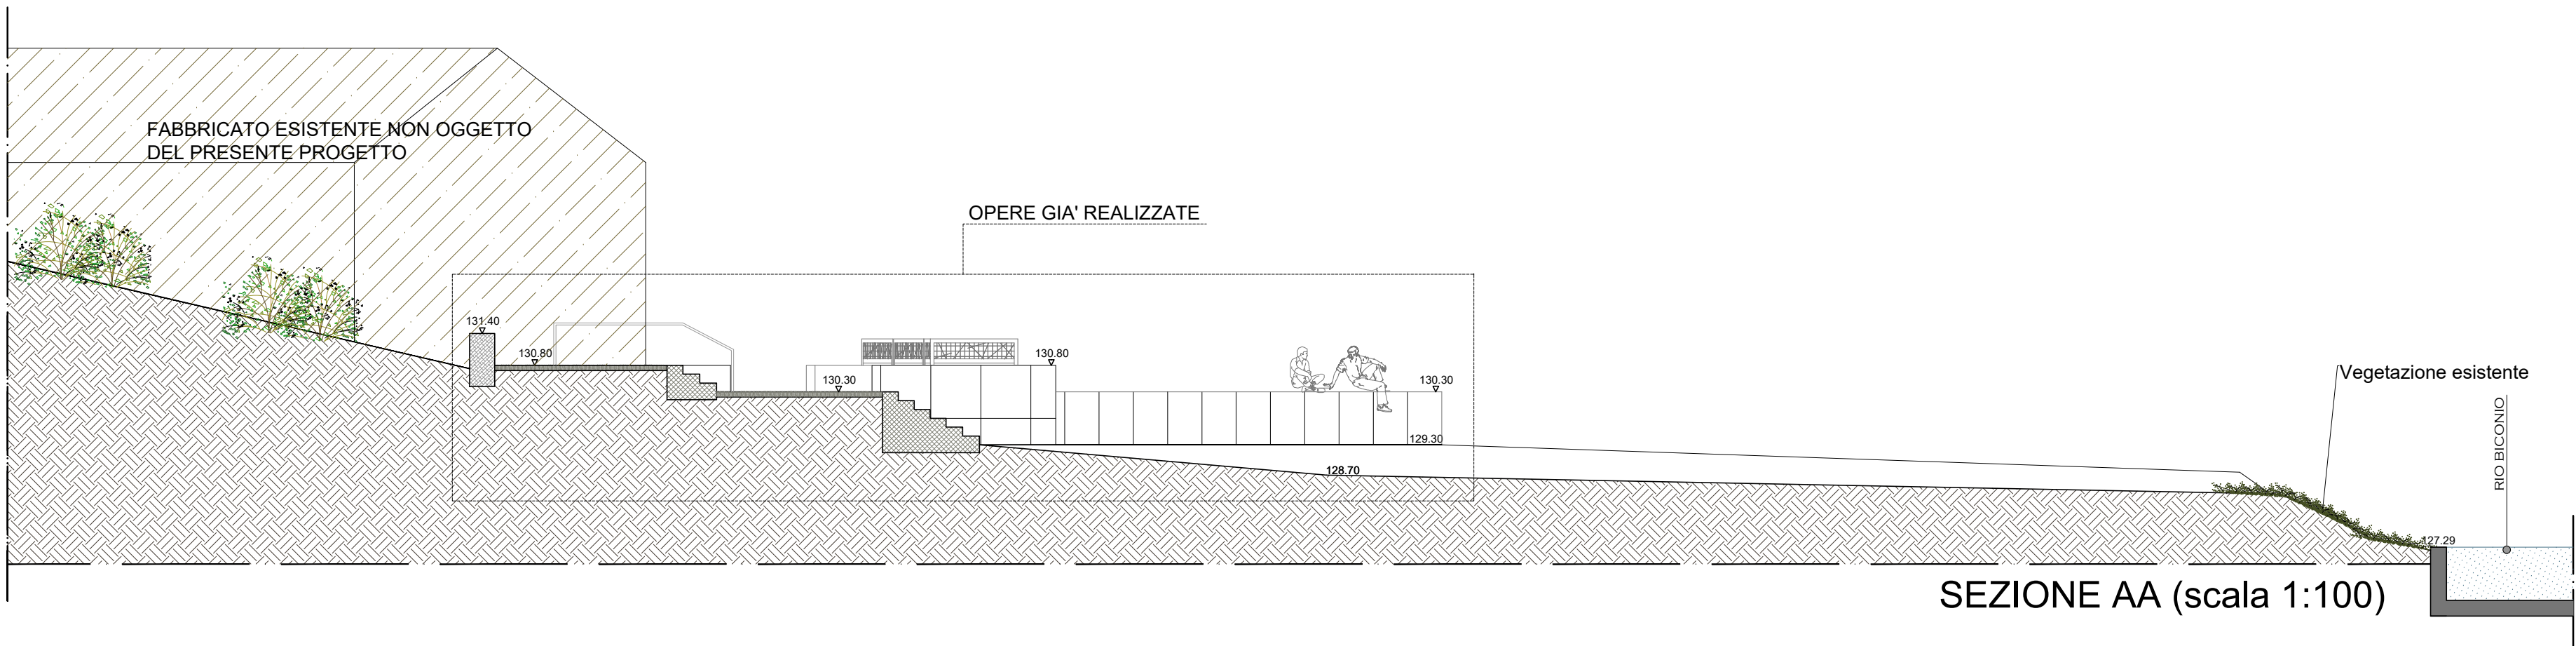 FABBRICATO ESISTENTE NON OGGETTO
DEL PRESENTE PROGETTO
OPERE GIA' REALIZZATE
131.40
130.80
130.30
130.80
130.30
129.30
128.70
Vegetazione esistente
RIO BICONIO
127.29
SEZIONE AA (scala 1:100)